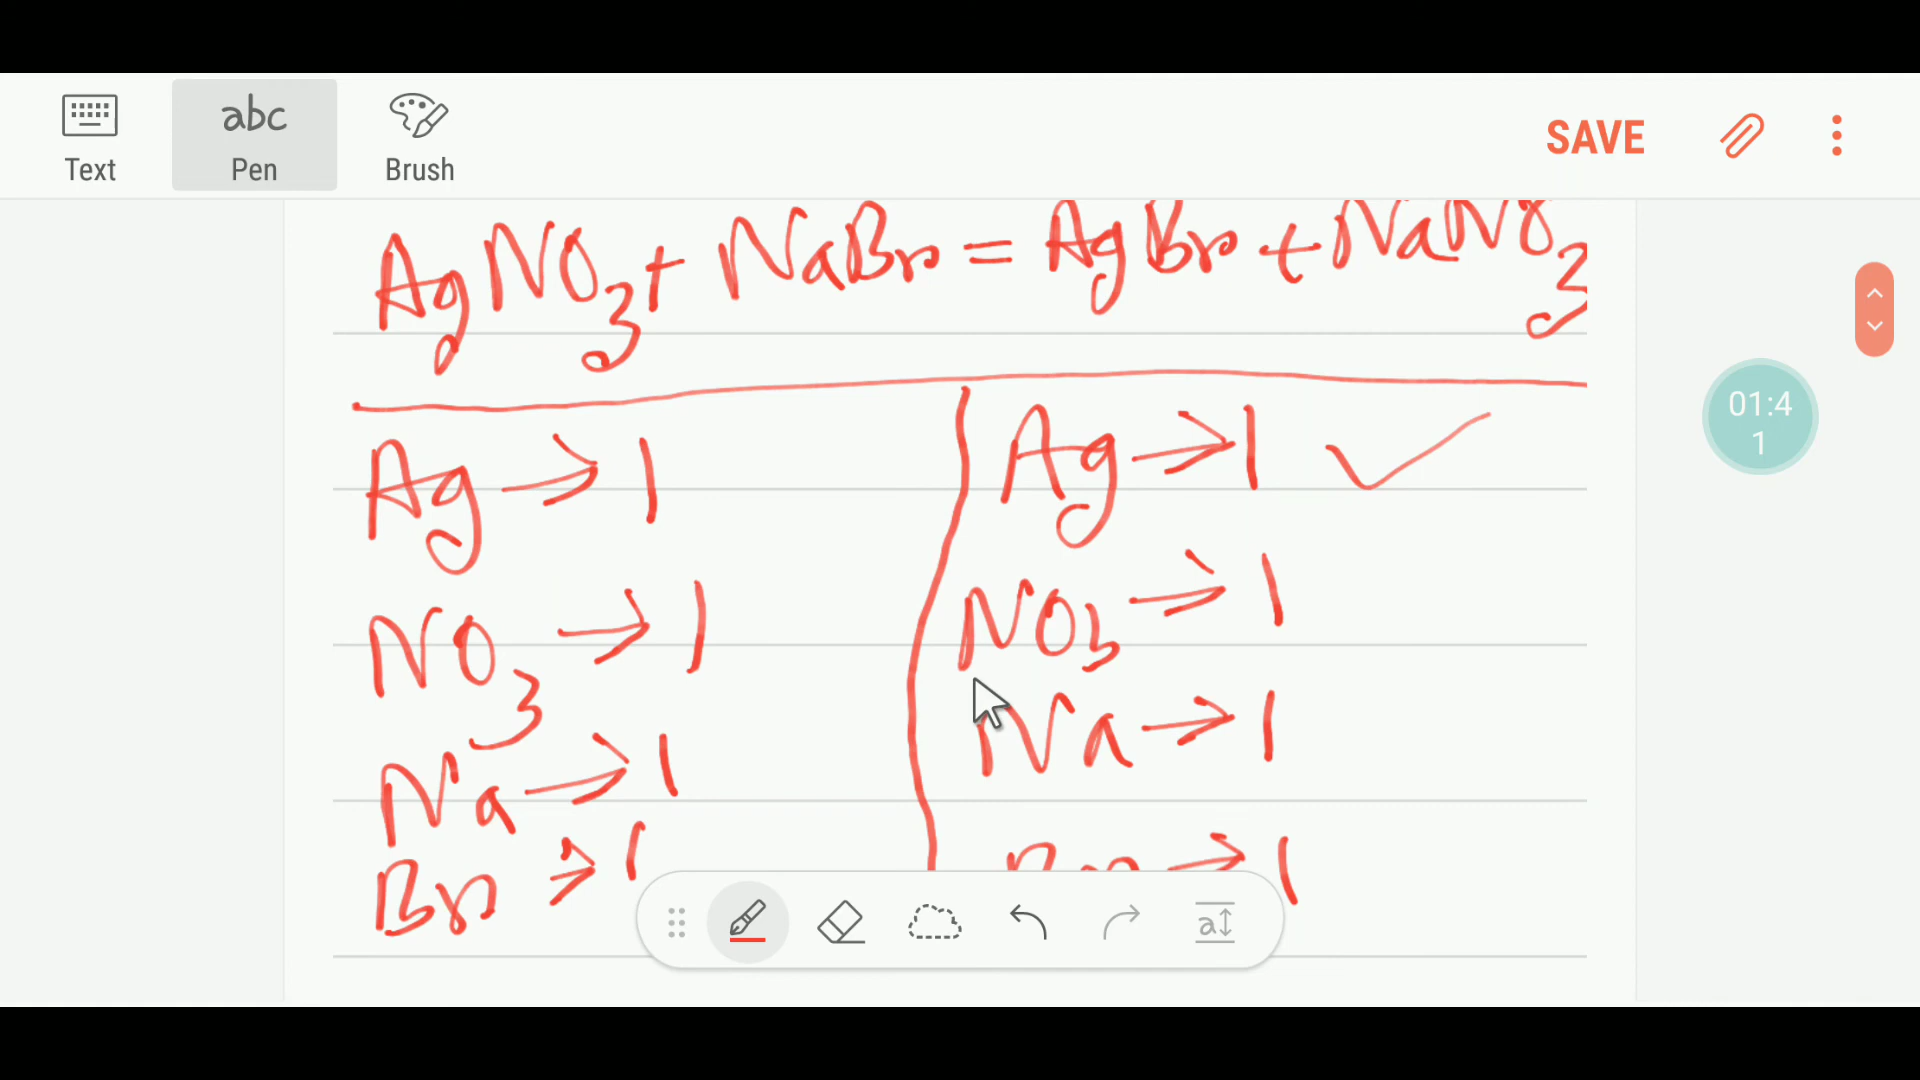 Text
abc
Pen
Brush
SAVE
AgNO3 + NaBr = AgBr + NaNO3
Ag → 1
Ag → 1 ✓
NO3 → 1
NO3 → 1
Na → 1
Na → 1
Br → 1
Br → 1
01:4
1
a